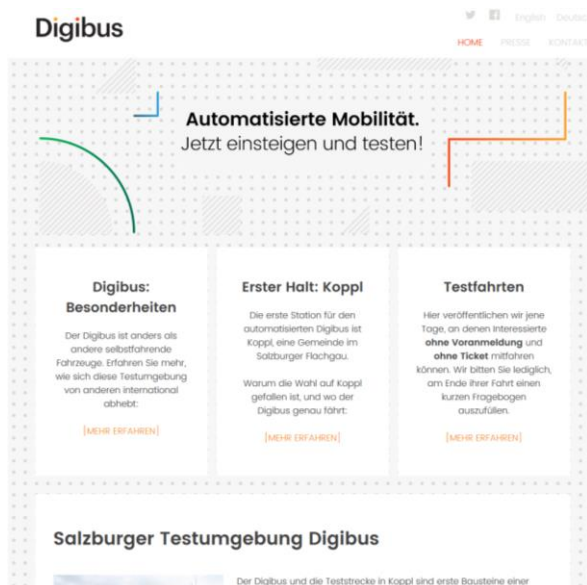 Digibus
English Deutsch
HOME PRESSE KONTAKT
Automatisierte Mobilität.
Jetzt einsteigen und testen!
Digibus:
Besonderheiten
Der Digibus ist anders als
andere selbstfahrende
Fahrzeuge. Erfahren Sie mehr,
wie sich diese Testumgebung
von anderen international
abhebt:
[MEHR ERFAHREN]
Erster Halt: Koppl
Die erste Station für den
automatisierten Digibus ist
Koppl, eine Gemeinde im
Salzburger Flachgau.
Warum die Wahl auf Koppl
gefallen ist, und wo der
Digibus genau fährt:
[MEHR ERFAHREN]
Testfahrten
Hier veröffentlichen wir jene
Tage, an denen Interessierte
ohne Voranmeldung und
ohne Ticket mitfahren
können. Wir bitten Sie lediglich,
am Ende ihrer Fahrt einen
kurzen Fragebogen
auszufüllen.
[MEHR ERFAHREN]
Salzburger Testumgebung Digibus
Der Digibus und die Teststrecke in Koppl sind erste Bausteine einer